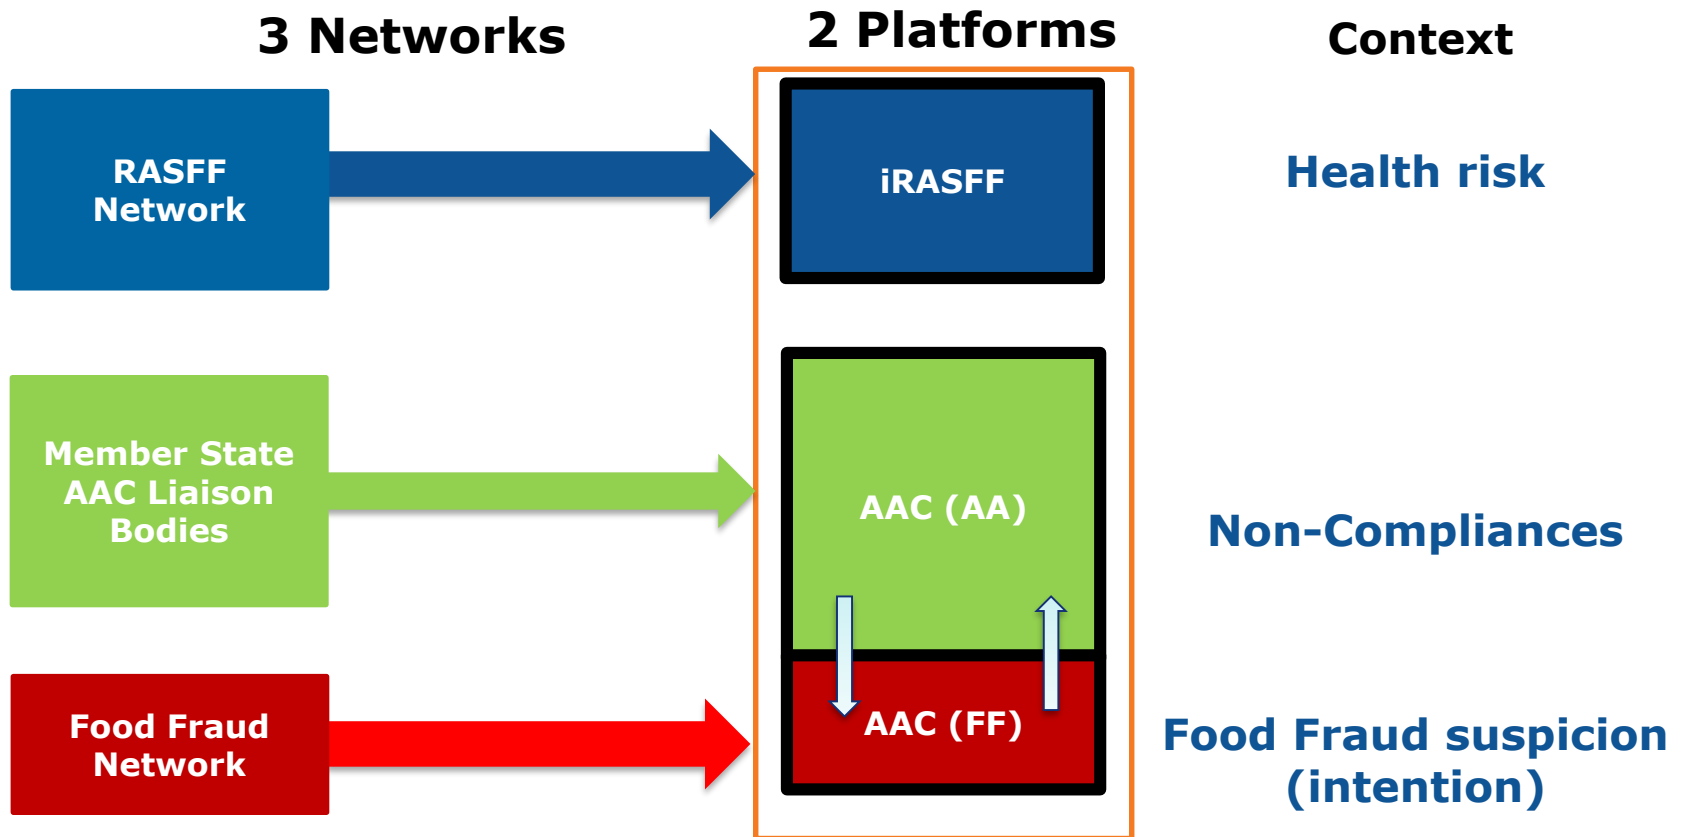 3 Networks
2 Platforms
Context
RASFF
Network
iRASFF
Health risk
Member State
AAC Liaison
Bodies
AAC (AA)
Non-Compliances
Food Fraud
Network
AAC (FF)
Food Fraud suspicion
(intention)